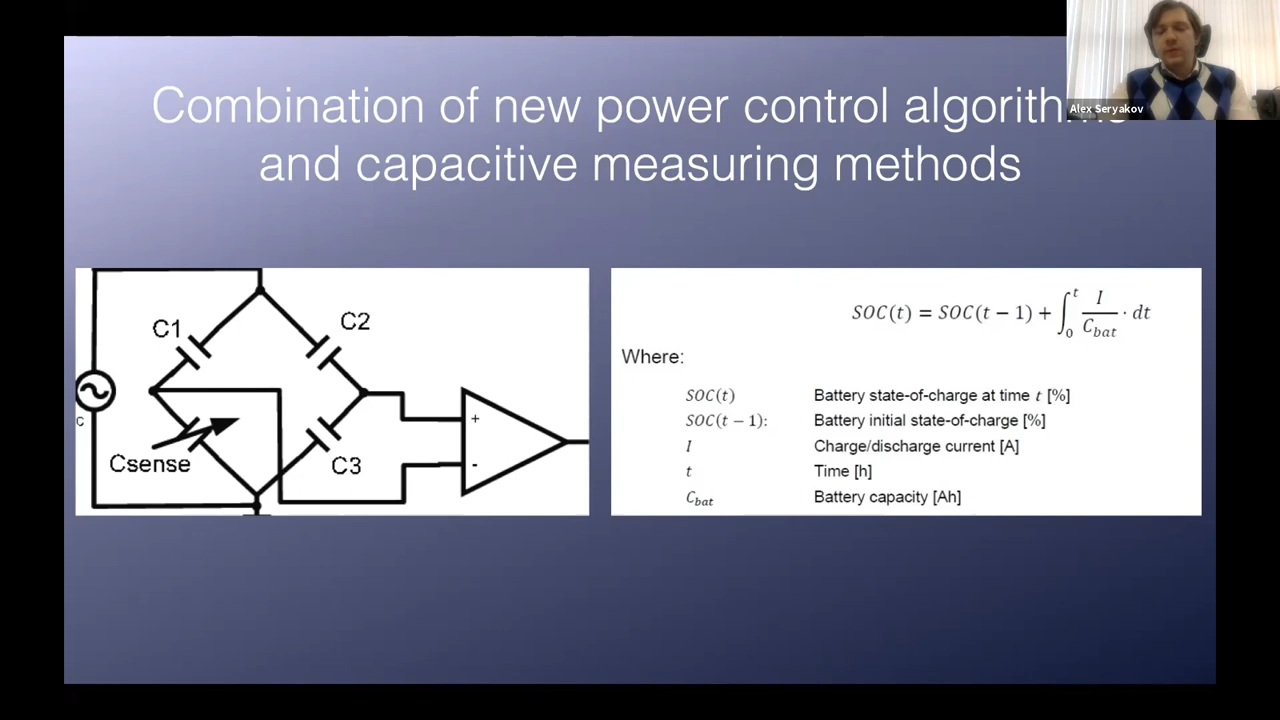 Combination of new power control
and capacitive measuring methods
Alex Seryakov
C1
C2
C
Csense
C3
+
-
SOC(t) = SOC(t − 1) + ∫₀ᵗ I / C_bat · dt
Where:
SOC(t) Battery state-of-charge at time t [%]
SOC(t − 1): Battery initial state-of-charge [%]
I Charge/discharge current [A]
t Time [h]
C_bat Battery capacity [Ah]